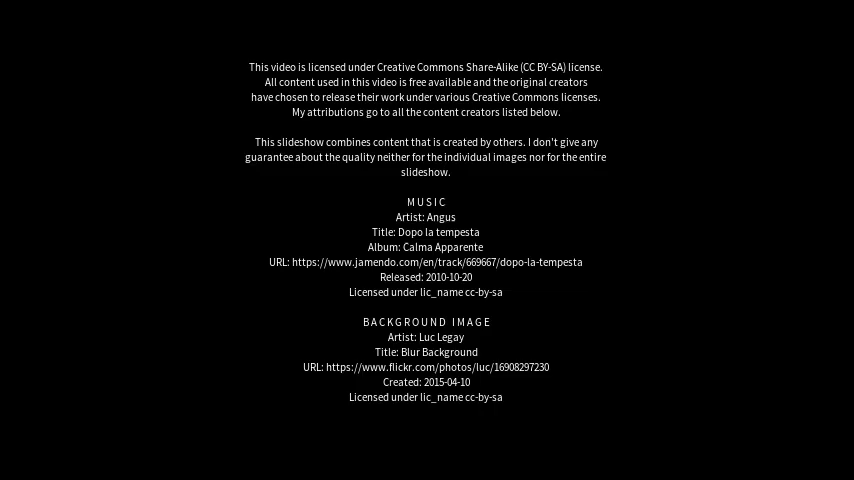 This video is licensed under Creative Commons Share-Alike (CC BY-SA) license.
All content used in this video is free available and the original creators
have chosen to release their work under various Creative Commons licenses.
My attributions go to all the content creators listed below.
This slideshow combines content that is created by others. I don't give any
guarantee about the quality neither for the individual images nor for the entire
slideshow.
MUSIC
Artist: Angus
Title: Dopo la tempesta
Album: Calma Apparente
URL: https://www.jamendo.com/en/track/669667/dopo-la-tempesta
Released: 2010-10-20
Licensed under lic_name cc-by-sa
BACKGROUND IMAGE
Artist: Luc Legay
Title: Blur Background
URL: https://www.flickr.com/photos/luc/16908297230
Created: 2015-04-10
Licensed under lic_name cc-by-sa